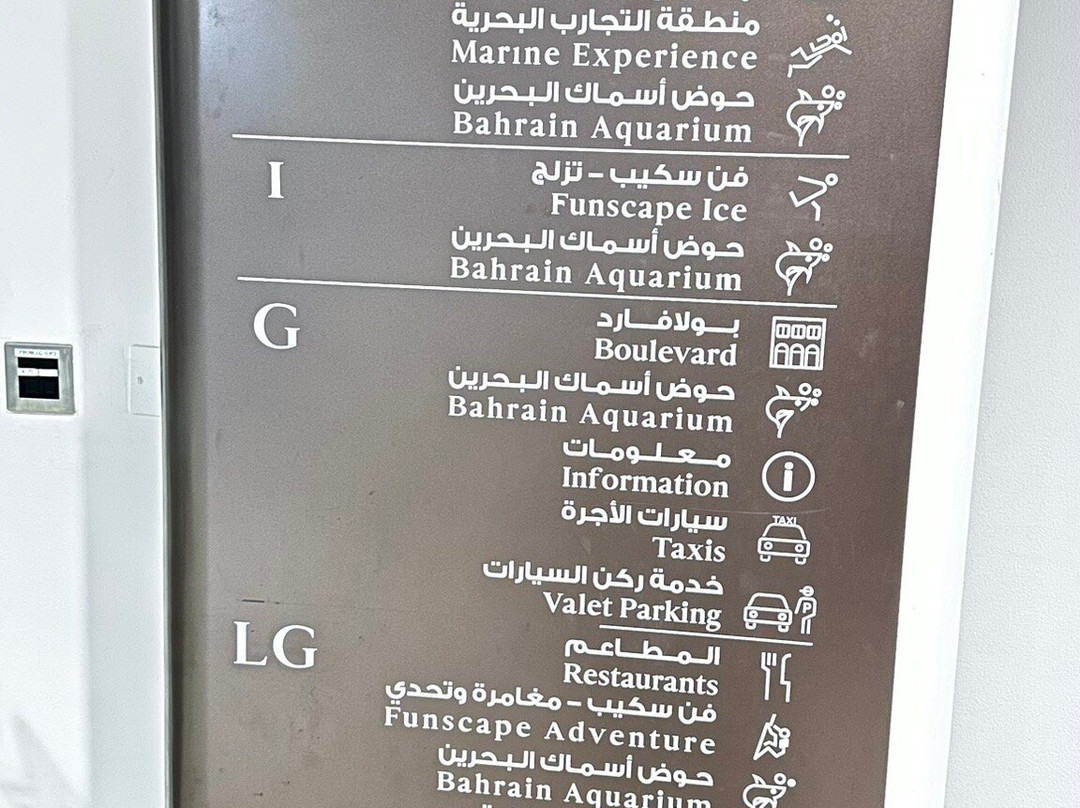 منطقة التجارب البحرية
Marine Experience
حوض أسماك البحرين
Bahrain Aquarium
I
فن سكيب – تزلج
Funscape Ice
حوض أسماك البحرين
Bahrain Aquarium
G
بولافارد
Boulevard
حوض أسماك البحرين
Bahrain Aquarium
معلومات
Information
i
سيارات الأجرة
TAXI
Taxis
خدمة ركن السيارات
Valet Parking
P
LG
المطاعم
Restaurants
فن سكيب – مغامرة وتحدي
Funscape Adventure
حوض أسماك البحرين
Bahrain Aquarium